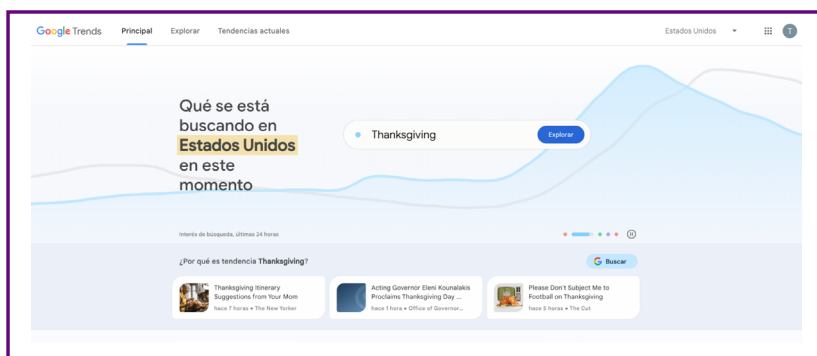 Google Trends Principal Explorar Tendencias actuales Estados Unidos T
Qué se está
buscando en
Estados Unidos
en este
momento
Thanksgiving Explorar
Interés de búsqueda, últimas 24 horas
¿Por qué es tendencia Thanksgiving? G Buscar
Thanksgiving Itinerary
Suggestions from Your Mom
hace 7 horas • The New Yorker
Acting Governor Eleni Kounalakis
Proclaims Thanksgiving Day ...
hace 1 hora • Office of Governor...
Please Don't Subject Me to
Football on Thanksgiving
hace 5 horas • The Cut